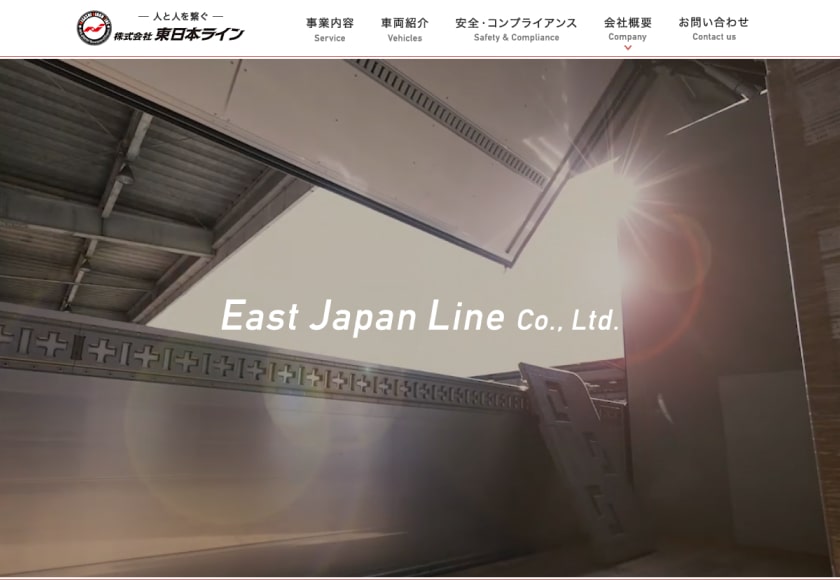 ― 人と人を繋ぐ ―
株式会社 東日本ライン
事業内容
Service
車両紹介
Vehicles
安全・コンプライアンス
Safety & Compliance
会社概要
Company
お問い合わせ
Contact us
East Japan Line Co., Ltd.